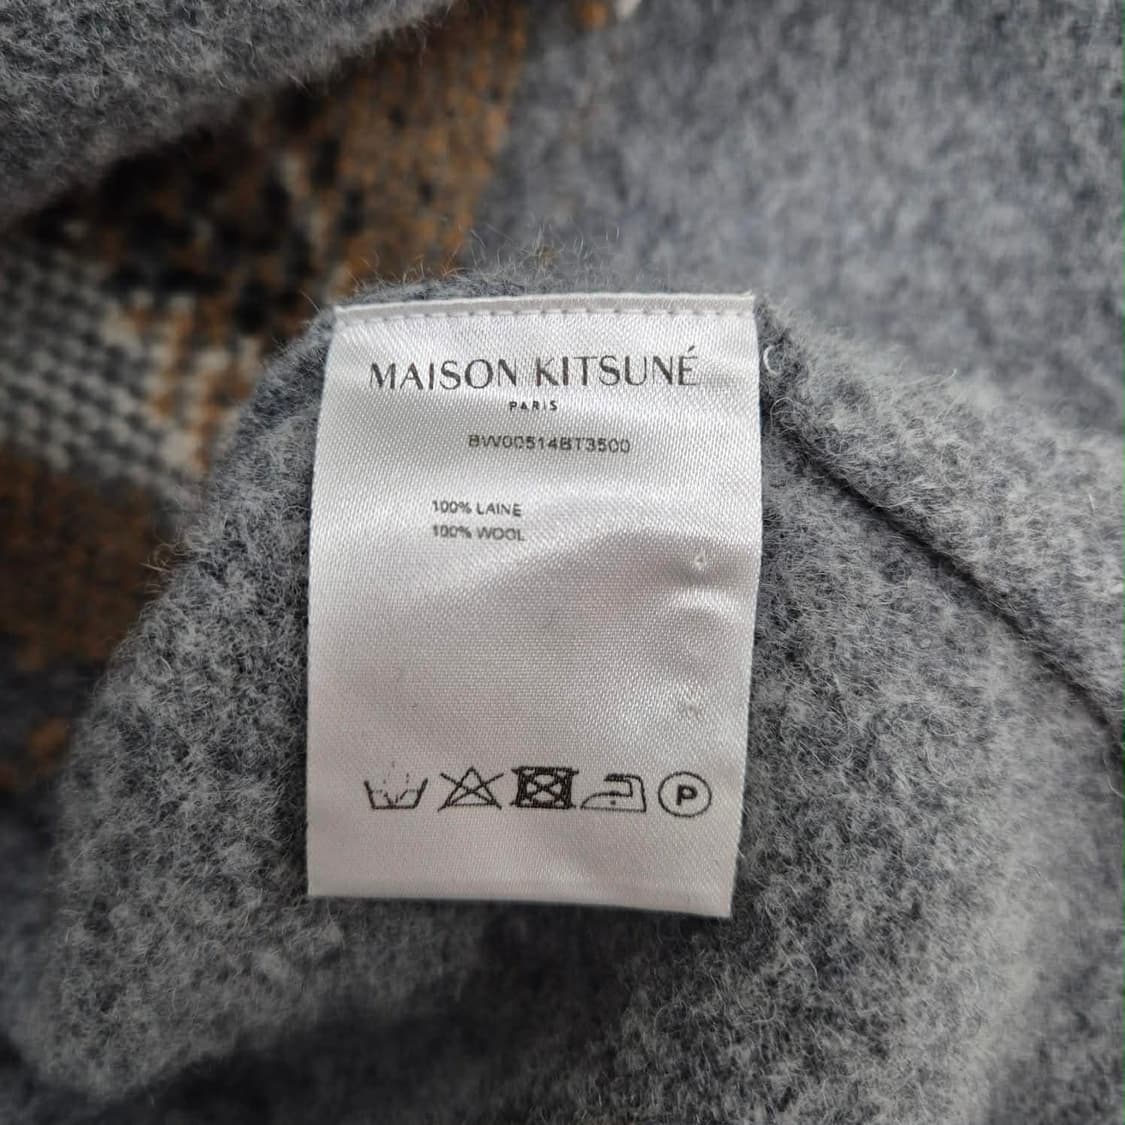 MAISON KITSUNÉ
PARIS
BW00514BT3500
100% LAINE
100% WOOL
P